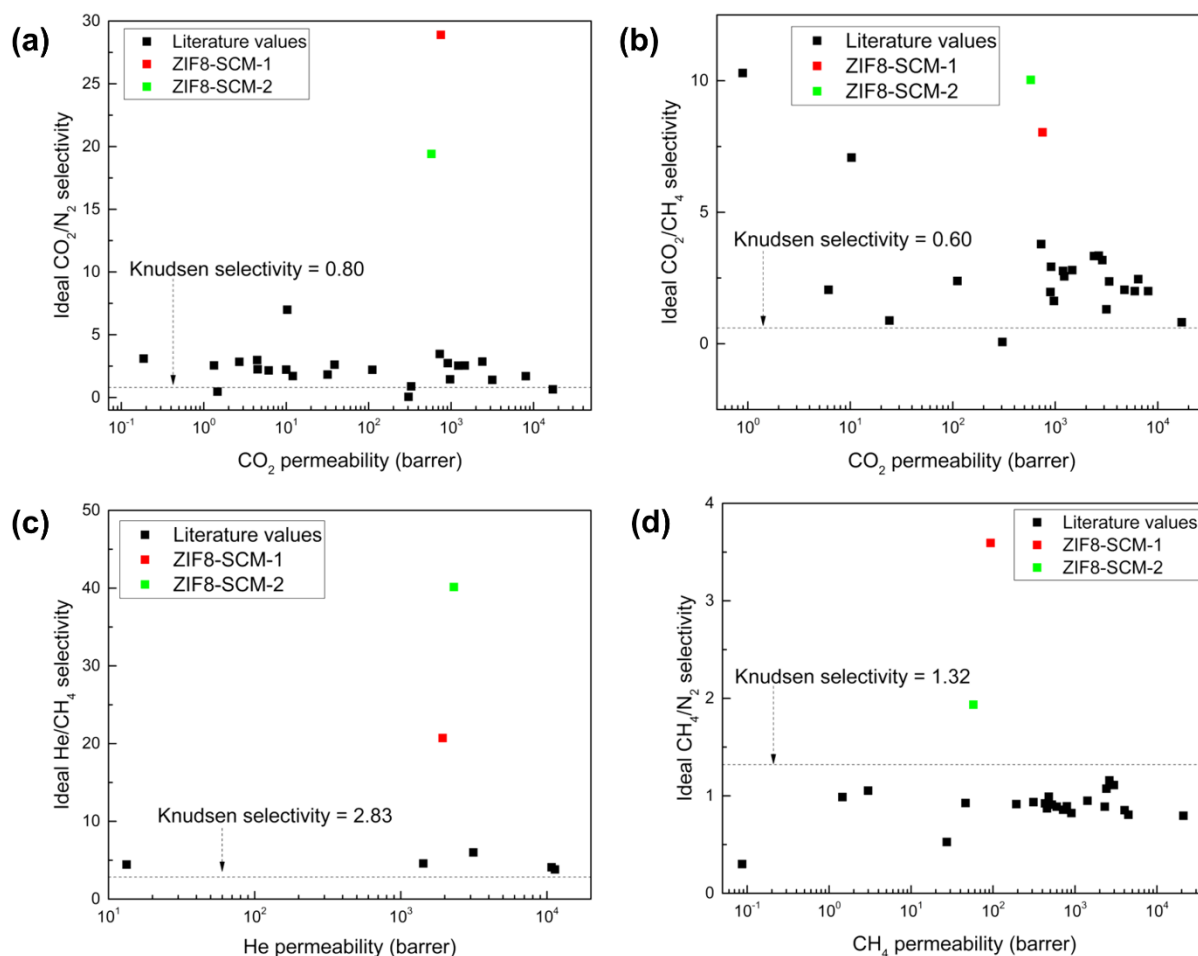 (a)
Literature values
ZIF8-SCM-1
ZIF8-SCM-2
Knudsen selectivity = 0.80
Ideal CO₂/N₂ selectivity
30
25
20
15
10
5
0
10⁻¹ 10⁰ 10¹ 10² 10³ 10⁴
CO₂ permeability (barrer)
(b)
Literature values
ZIF8-SCM-1
ZIF8-SCM-2
Knudsen selectivity = 0.60
Ideal CO₂/CH₄ selectivity
10
5
0
10⁰ 10¹ 10² 10³ 10⁴
CO₂ permeability (barrer)
(c)
Literature values
ZIF8-SCM-1
ZIF8-SCM-2
Knudsen selectivity = 2.83
Ideal He/CH₄ selectivity
50
40
30
20
10
0
10¹ 10² 10³ 10⁴
He permeability (barrer)
(d)
Literature values
ZIF8-SCM-1
ZIF8-SCM-2
Knudsen selectivity = 1.32
Ideal CH₄/N₂ selectivity
4
3
2
1
0
10⁻¹ 10⁰ 10¹ 10² 10³ 10⁴
CH₄ permeability (barrer)